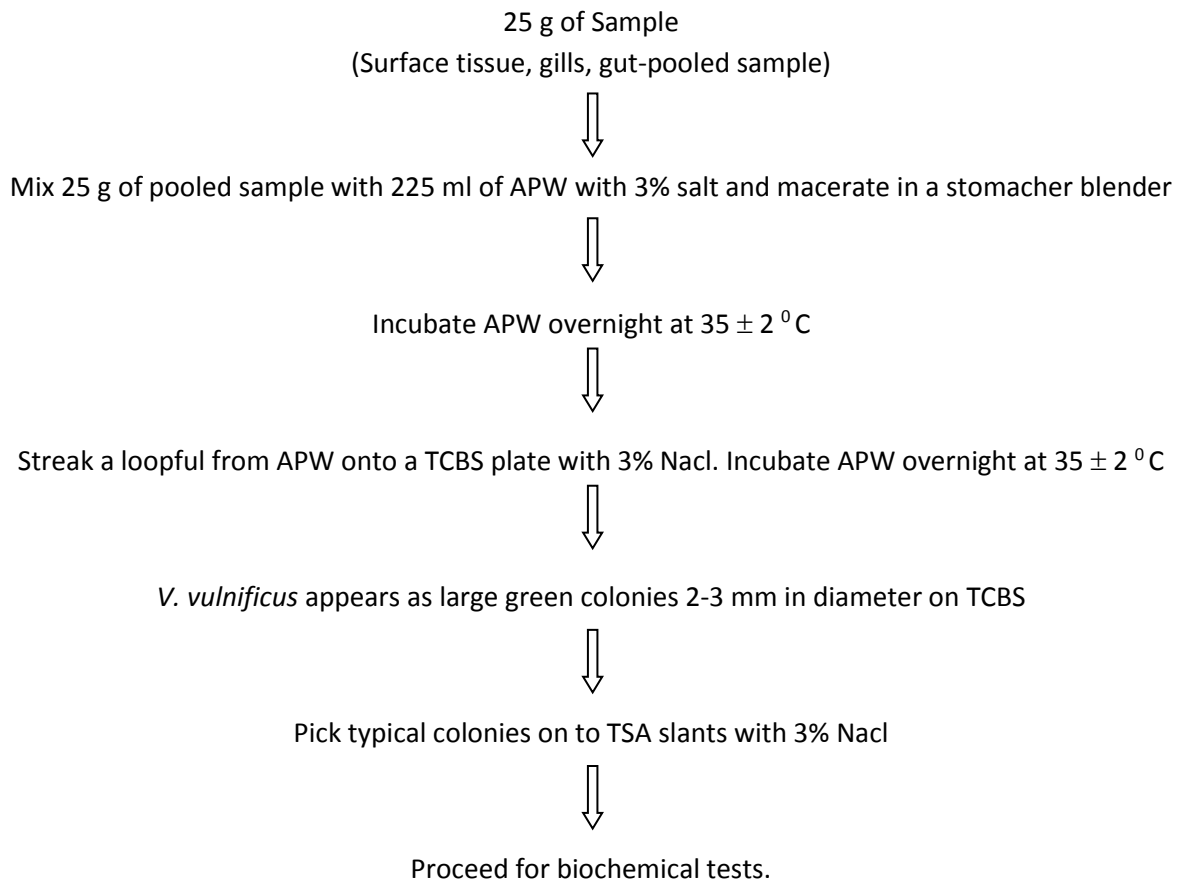 25 g of Sample
(Surface tissue, gills, gut-pooled sample)
Mix 25 g of pooled sample with 225 ml of APW with 3% salt and macerate in a stomacher blender
Incubate APW overnight at 35 ± 2 ⁰ C
Streak a loopful from APW onto a TCBS plate with 3% Nacl. Incubate APW overnight at 35 ± 2 ⁰ C
V. vulnificus appears as large green colonies 2-3 mm in diameter on TCBS
Pick typical colonies on to TSA slants with 3% Nacl
Proceed for biochemical tests.